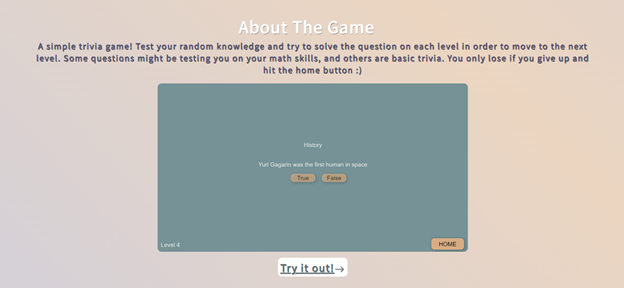 About The Game
A simple trivia game! Test your random knowledge and try to solve the question on each level in order to move to the next
level. Some questions might be testing you on your math skills, and others are basic trivia. You only lose if you give up and
hit the home button :)
History
Yuri Gagarin was the first human in space
True False
Level 4
HOME
Try it out!→